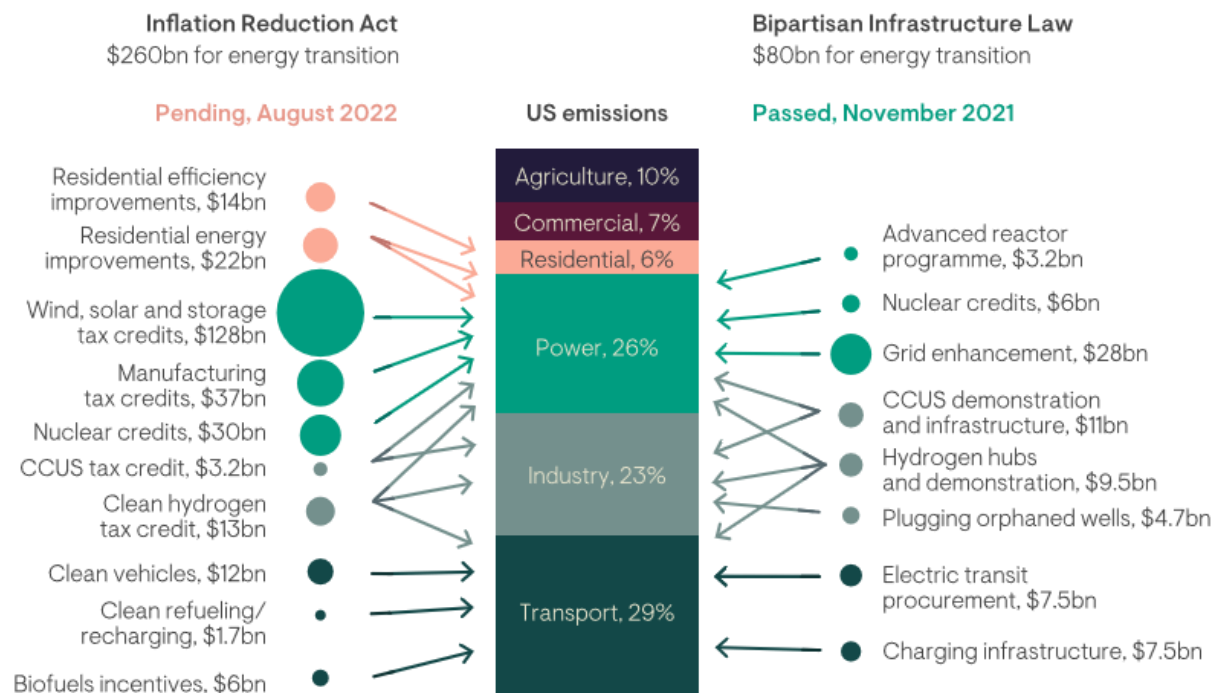 Inflation Reduction Act
$260bn for energy transition
Pending, August 2022
Residential efficiency
improvements, $14bn
Residential energy
improvements, $22bn
Wind, solar and storage
tax credits, $128bn
Manufacturing
tax credits, $37bn
Nuclear credits, $30bn
CCUS tax credit, $3.2bn
Clean hydrogen
tax credit, $13bn
Clean vehicles, $12bn
Clean refueling/
recharging, $1.7bn
Biofuels incentives, $6bn
US emissions
Agriculture, 10%
Commercial, 7%
Residential, 6%
Power, 26%
Industry, 23%
Transport, 29%
Bipartisan Infrastructure Law
$80bn for energy transition
Passed, November 2021
Advanced reactor
programme, $3.2bn
Nuclear credits, $6bn
Grid enhancement, $28bn
CCUS demonstration
and infrastructure, $11bn
Hydrogen hubs
and demonstration, $9.5bn
Plugging orphaned wells, $4.7bn
Electric transit
procurement, $7.5bn
Charging infrastructure, $7.5bn